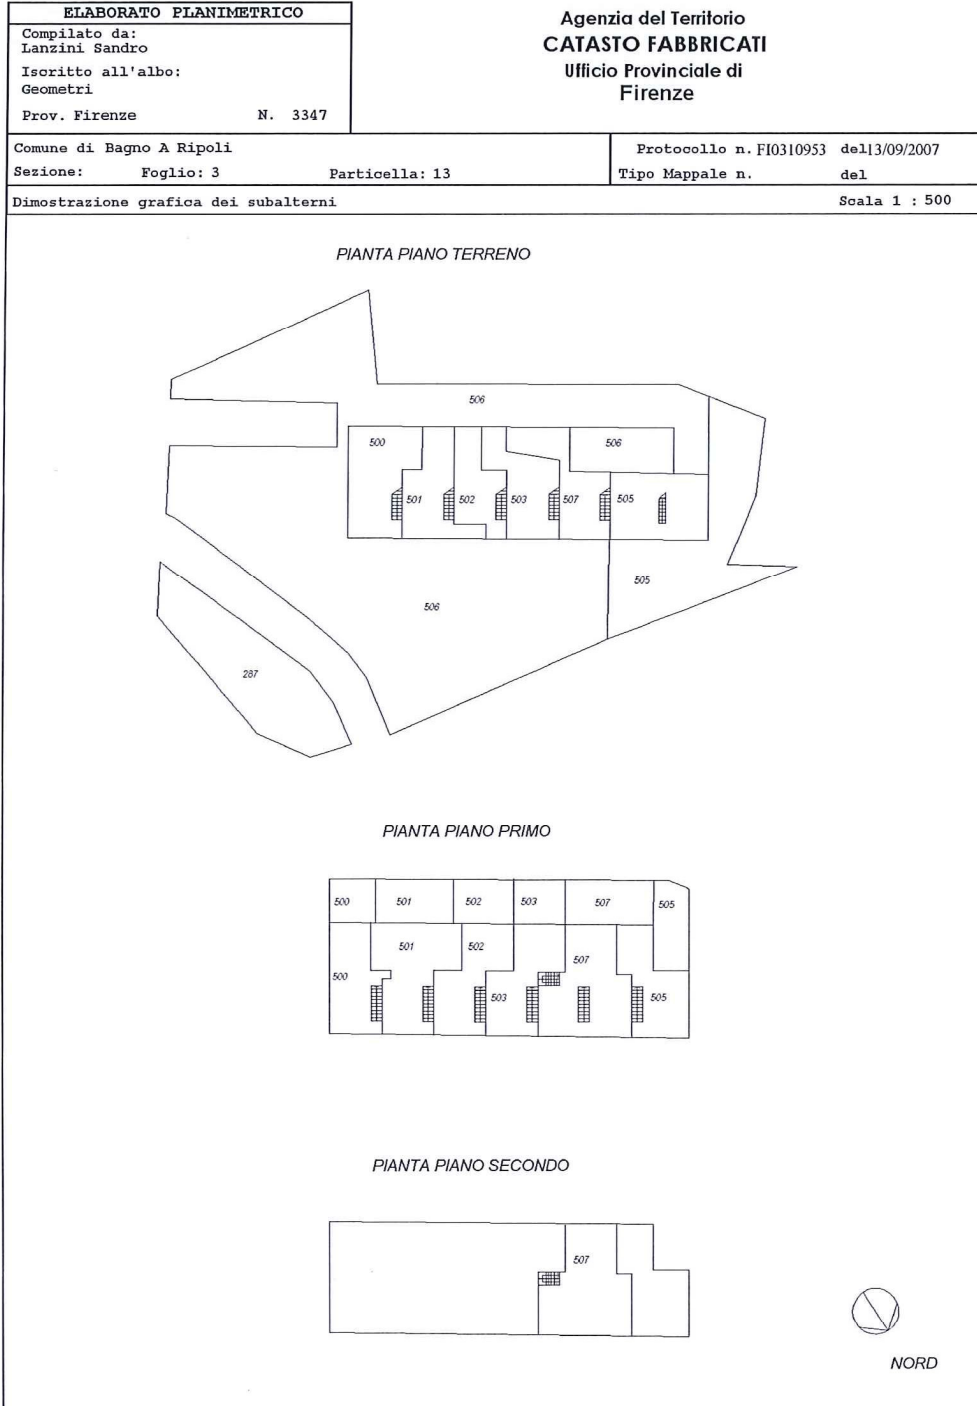 ELABORATO PLANIMETRICO
Compilato da:
Lanzini Sandro
Iscritto all'albo:
Geometri
Prov. Firenze N. 3347
Agenzia del Territorio
CATASTO FABBRICATI
Ufficio Provinciale di
Firenze
Comune di Bagno A Ripoli
Sezione: Foglio: 3 Particella: 13
Protocollo n. FI0310953 del 13/09/2007
Tipo Mappale n. del
Dimostrazione grafica dei subalterni Scala 1 : 500
PIANTA PIANO TERRENO
506
500 506
501 502 503 507 505
505
506
287
PIANTA PIANO PRIMO
500 501 502 503 507 505
501 502
507
500
503 505
PIANTA PIANO SECONDO
507
NORD